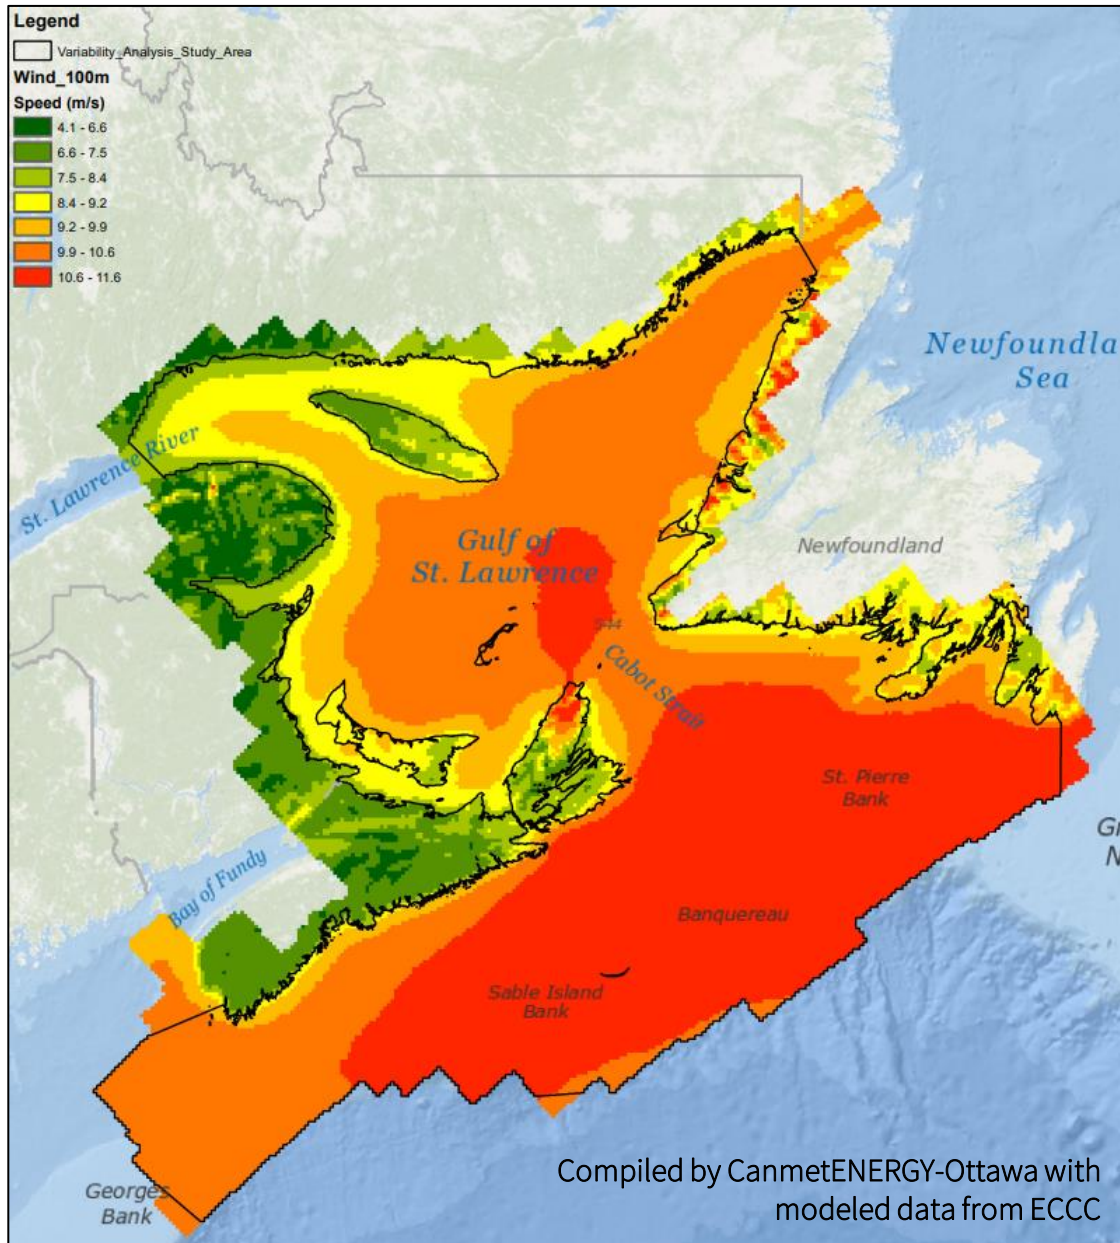 Legend
Variability_Analysis_Study_Area
Wind_100m
Speed (m/s)
4.1 - 6.6
6.6 - 7.5
7.5 - 8.4
8.4 - 9.2
9.2 - 9.9
9.9 - 10.6
10.6 - 11.6
Newfoundla
Sea
St. Lawrence River
Gulf of
St. Lawrence
Newfoundland
544
Cabot Strait
St. Pierre
Bank
Bay of Fundy
Banquereau
Sable Island
Bank
Georges
Bank
Compiled by CanmetENERGY-Ottawa with
modeled data from ECCC